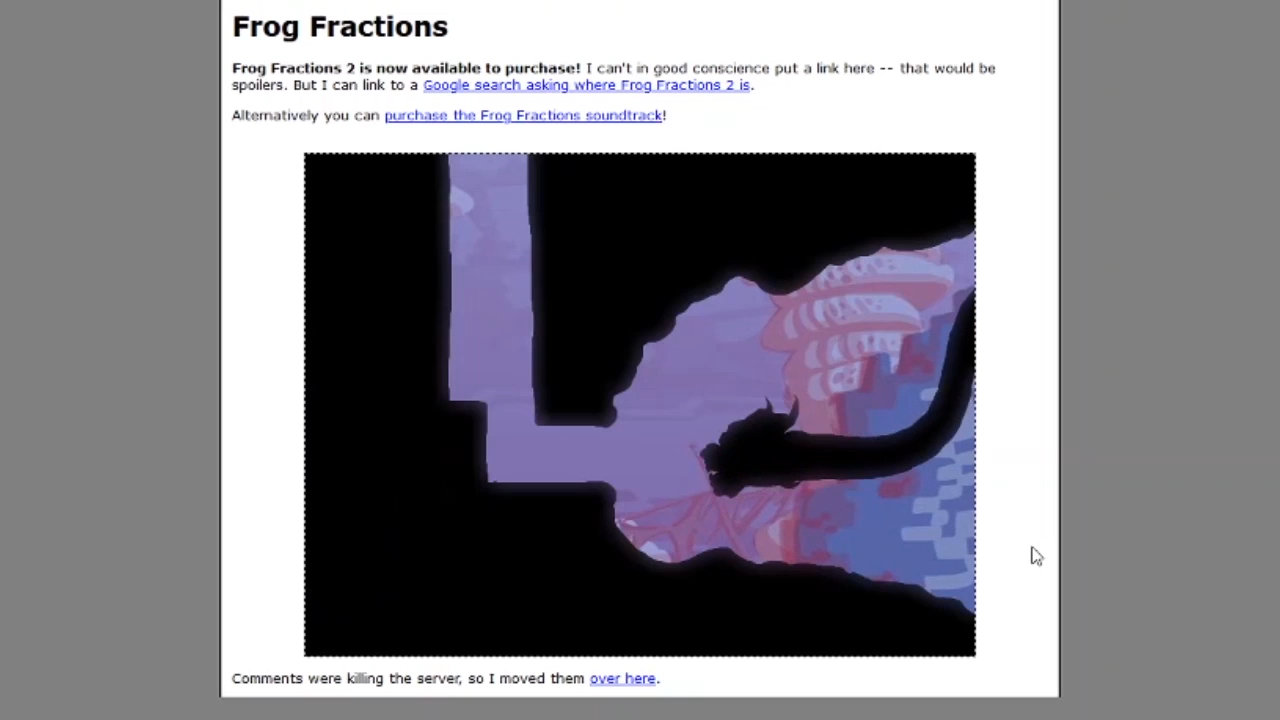 Frog Fractions
Frog Fractions 2 is now available to purchase! I can't in good conscience put a link here -- that would be
spoilers. But I can link to a Google search asking where Frog Fractions 2 is.
Alternatively you can purchase the Frog Fractions soundtrack!
Comments were killing the server, so I moved them over here.